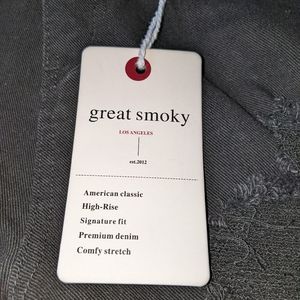 great smoky
LOS ANGELES
est.2012
American classic
High-Rise
Signature fit
Premium denim
Comfy stretch